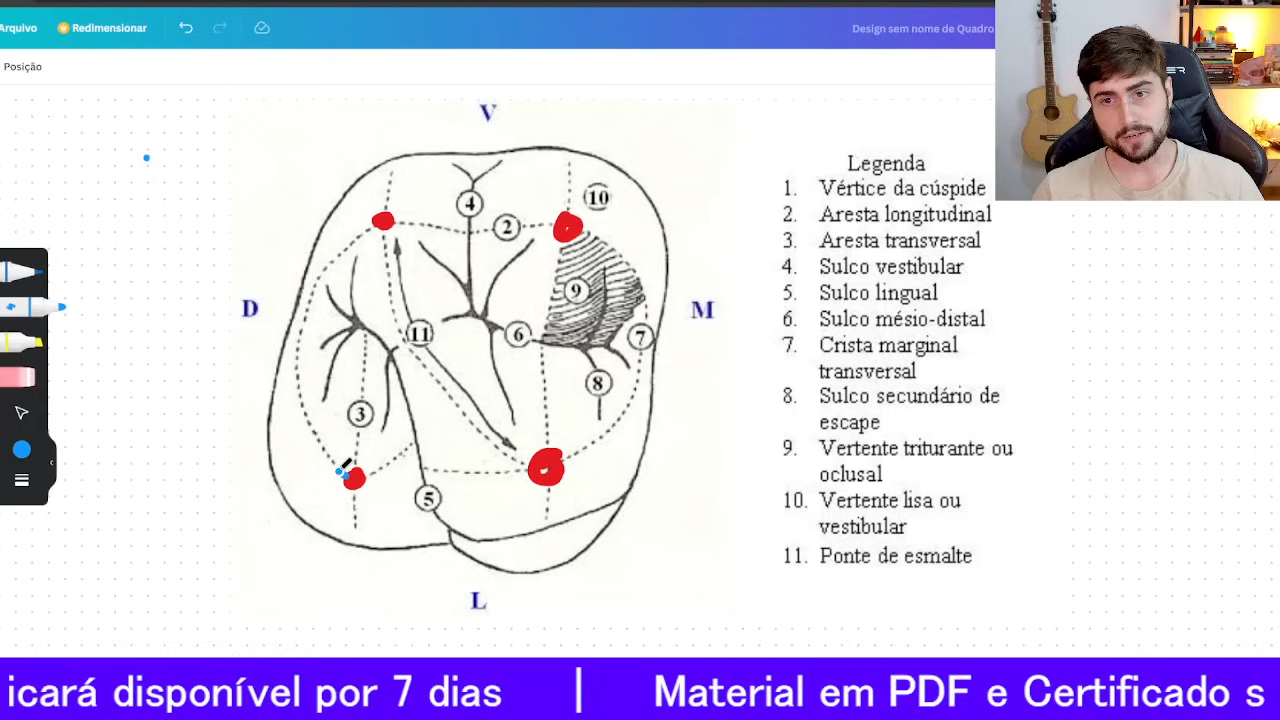 Arquivo
Redimensionar
Design sem nome de Quadro
Posição
V
4
10
2
D
9
M
11
6
7
8
3
5
L
Legenda
1. Vértice da cúspide
2. Aresta longitudinal
3. Aresta transversal
4. Sulco vestibular
5. Sulco lingual
6. Sulco mésio-distal
7. Crista marginal
transversal
8. Sulco secundário de
escape
9. Vertente triturante ou
oclusal
10. Vertente lisa ou
vestibular
11. Ponte de esmalte
icará disponível por 7 dias | Material em PDF e Certificado s